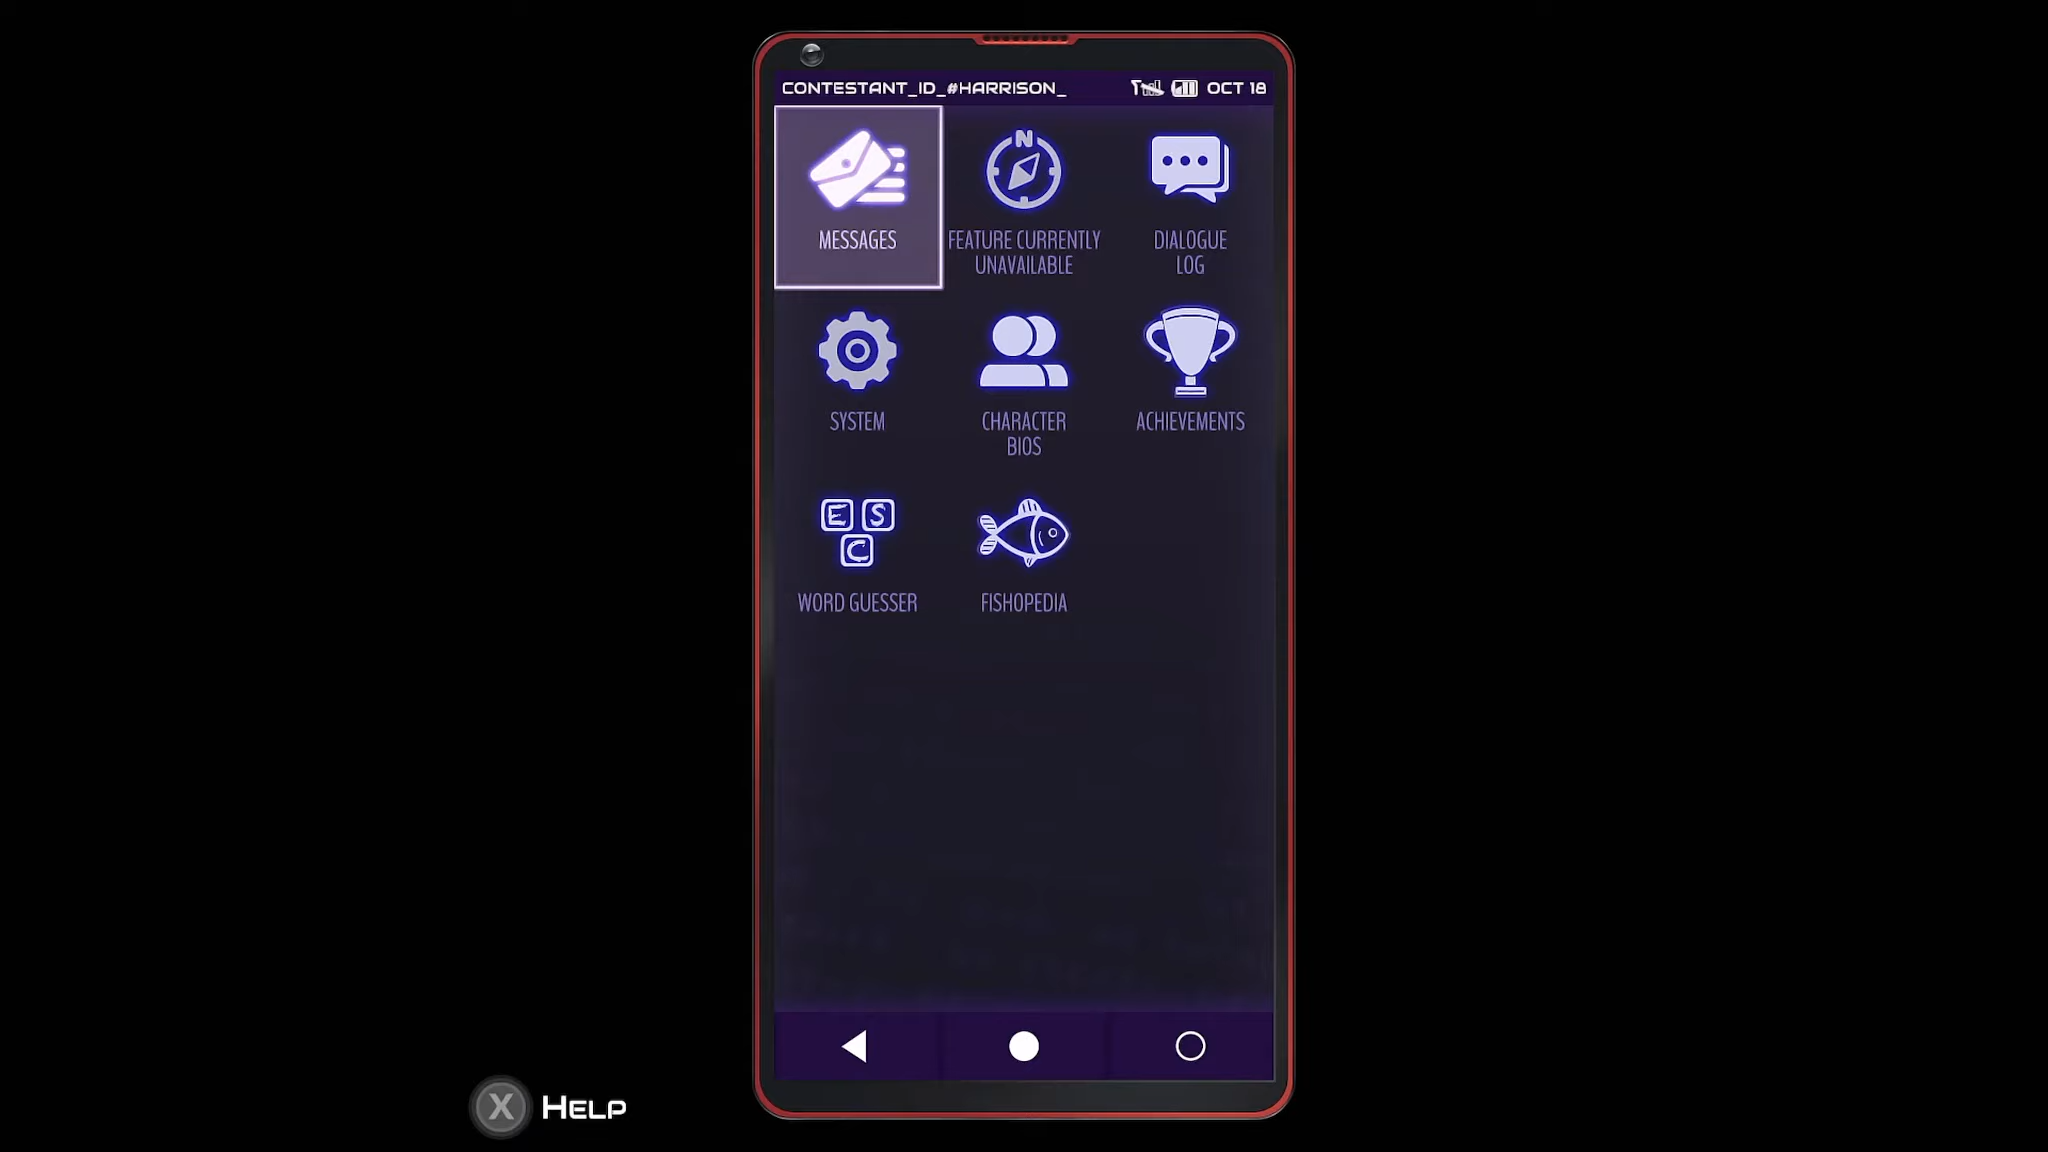 CONTESTANT_ID_#HARRISON_ OCT 18
MESSAGES
N
FEATURE CURRENTLY
UNAVAILABLE
DIALOGUE
LOG
SYSTEM
CHARACTER
BIOS
ACHIEVEMENTS
E S
C
WORD GUESSER
FISHOPEDIA
X HELP